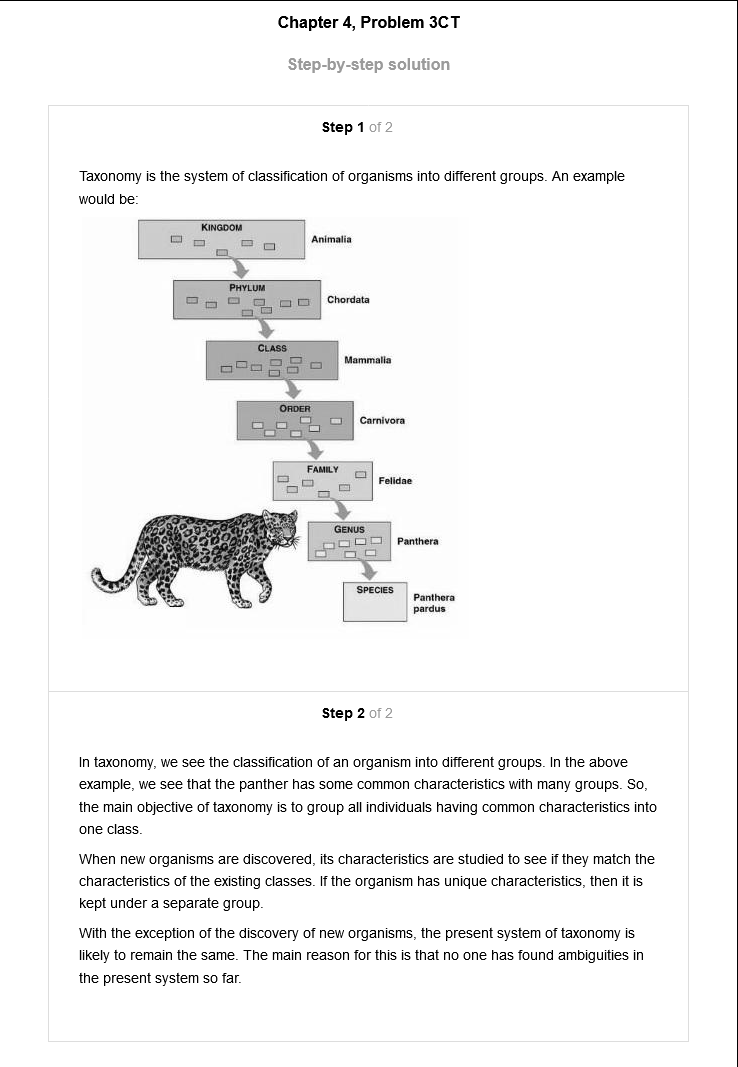 Chapter 4, Problem 3CT
Step-by-step solution
Step 1 of 2
Taxonomy is the system of classification of organisms into different groups. An example
would be:
KINGDOM
Animalia
PHYLUM
Chordata
CLASS
Mammalia
ORDER
Carnivora
FAMILY
Felidae
GENUS
Panthera
SPECIES
Panthera
pardus
Step 2 of 2
In taxonomy, we see the classification of an organism into different groups. In the above
example, we see that the panther has some common characteristics with many groups. So,
the main objective of taxonomy is to group all individuals having common characteristics into
one class.
When new organisms are discovered, its characteristics are studied to see if they match the
characteristics of the existing classes. If the organism has unique characteristics, then it is
kept under a separate group.
With the exception of the discovery of new organisms, the present system of taxonomy is
likely to remain the same. The main reason for this is that no one has found ambiguities in
the present system so far.